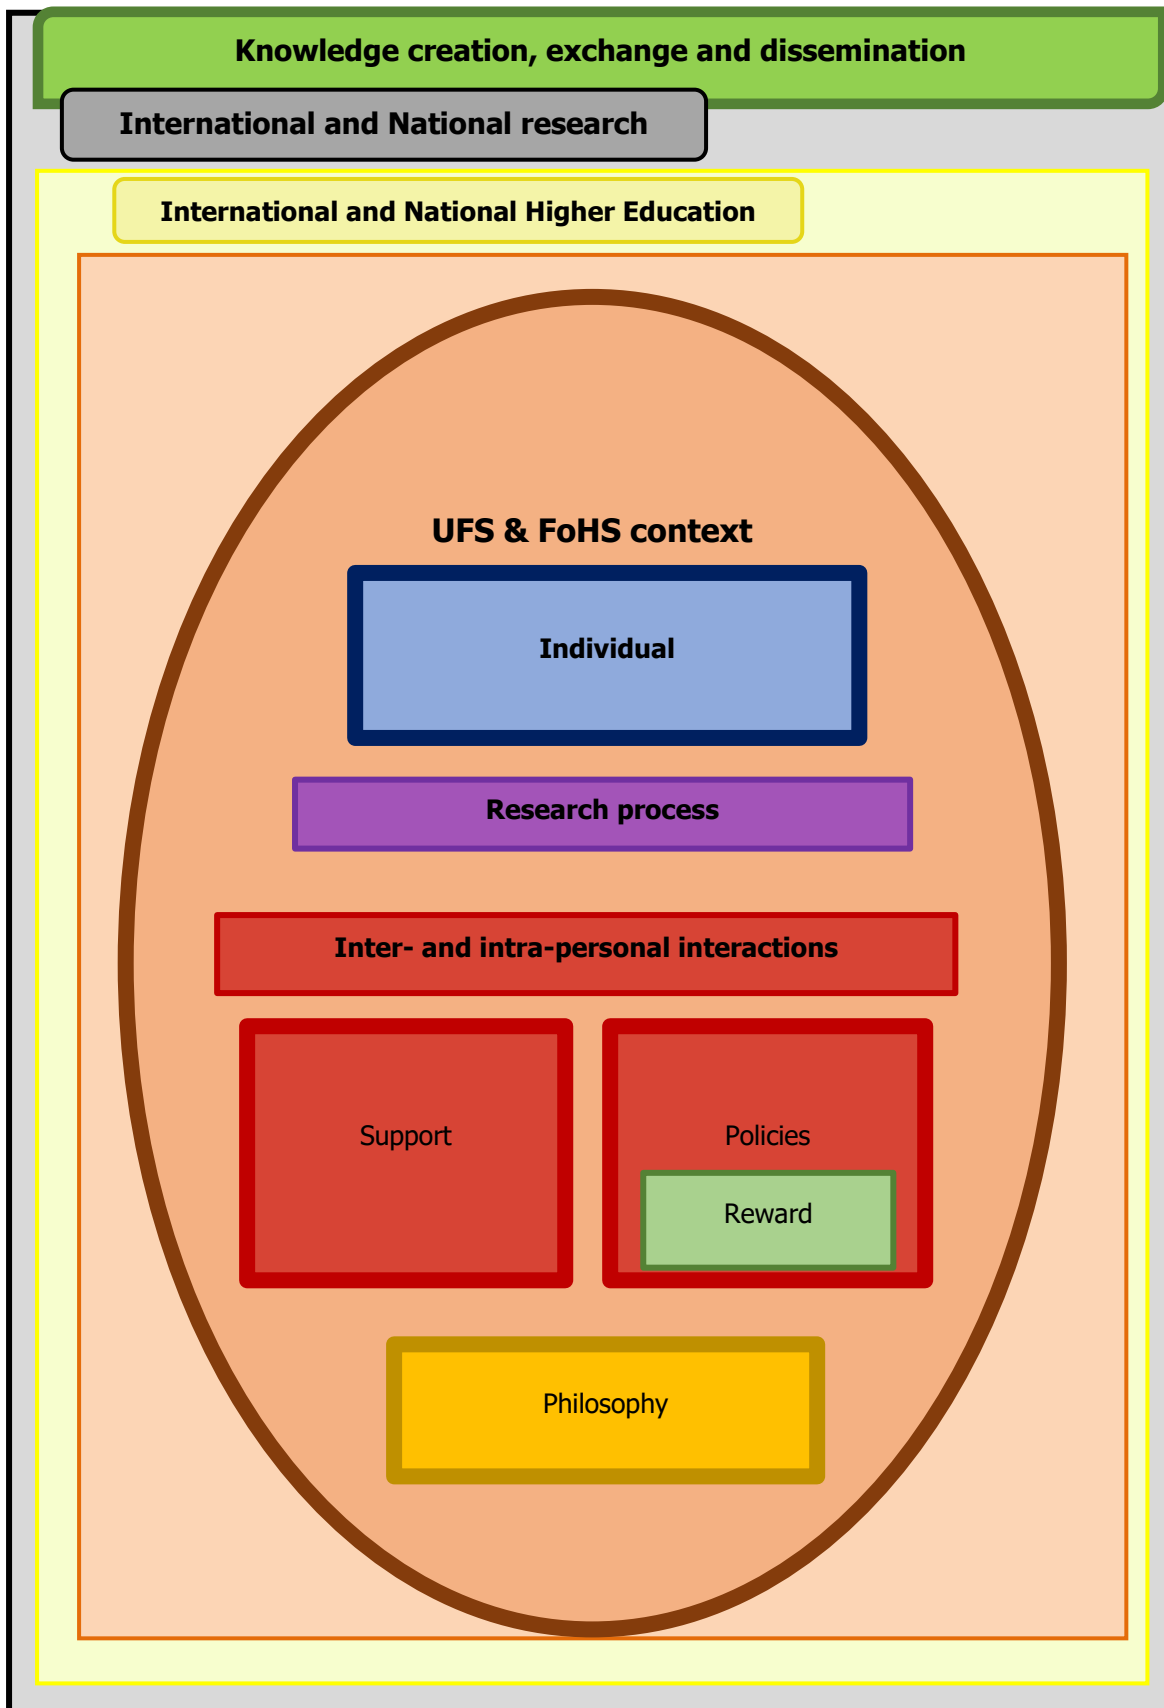 Knowledge creation, exchange and dissemination
International and National research
International and National Higher Education
UFS & FoHS context
Individual
Research process
Inter- and intra-personal interactions
Support
Policies
Reward
Philosophy